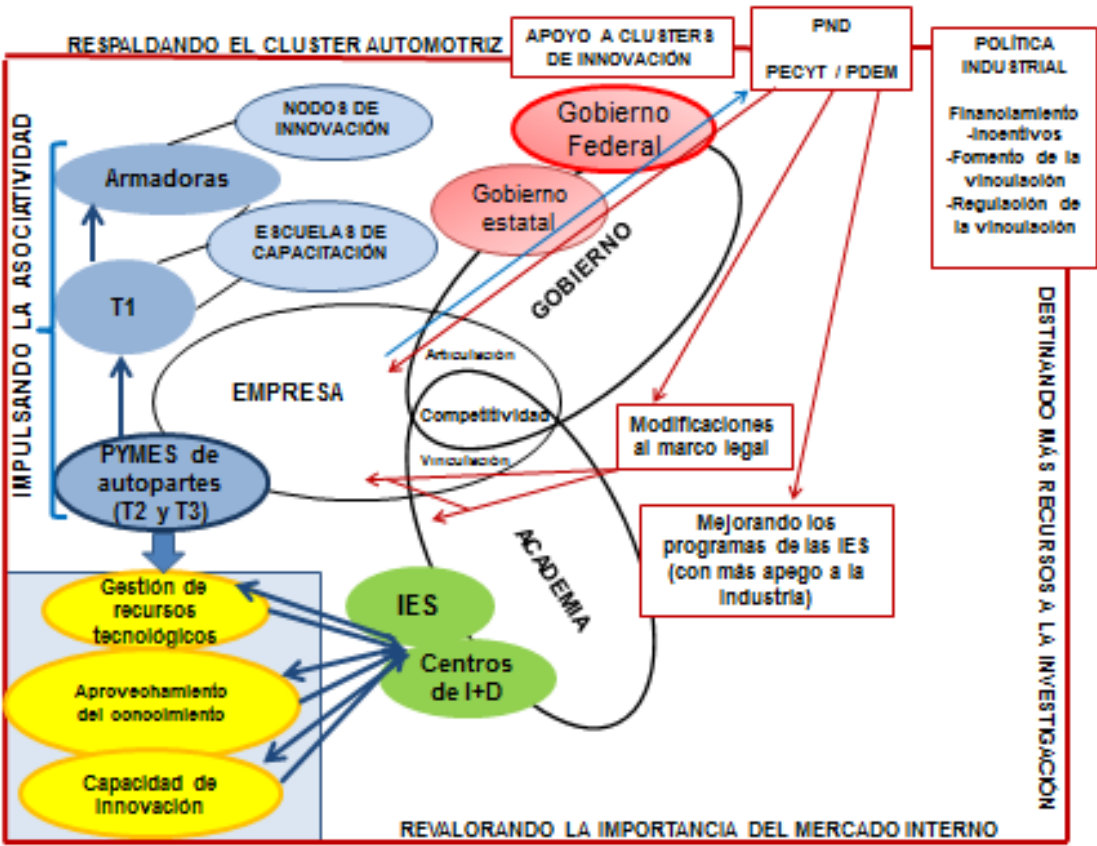 RESPALDANDO EL CLUSTER AUTOMOTRIZ
APOYO A CLUSTERS
DE INNOVACIÓN
PND
PECYT / PDEM
POLÍTICA
INDUSTRIAL
Financiamiento
-Incentivos
-Fomento de la
vinculación
-Regulación de
la vinculación
IMPULSANDO LA ASOCIATIVIDAD
NODOS DE
INNOVACIÓN
Armadoras
ESCUELAS DE
CAPACITACIÓN
T1
Gobierno
Federal
Gobierno
estatal
GOBIERNO
EMPRESA
Articulación
Competitividad
Vinculación
PYMES de
autopartes
(T2 y T3)
Modificaciones
al marco legal
Mejorando los
programas de las IES
(con más apego a la
industria)
ACADEMIA
IES
Centros
de I+D
Gestión de
recursos
tecnológicos
Aprovechamiento
del conocimiento
Capacidad de
innovación
DESTINANDO MÁS RECURSOS A LA INVESTIGACIÓN
REVALORANDO LA IMPORTANCIA DEL MERCADO INTERNO